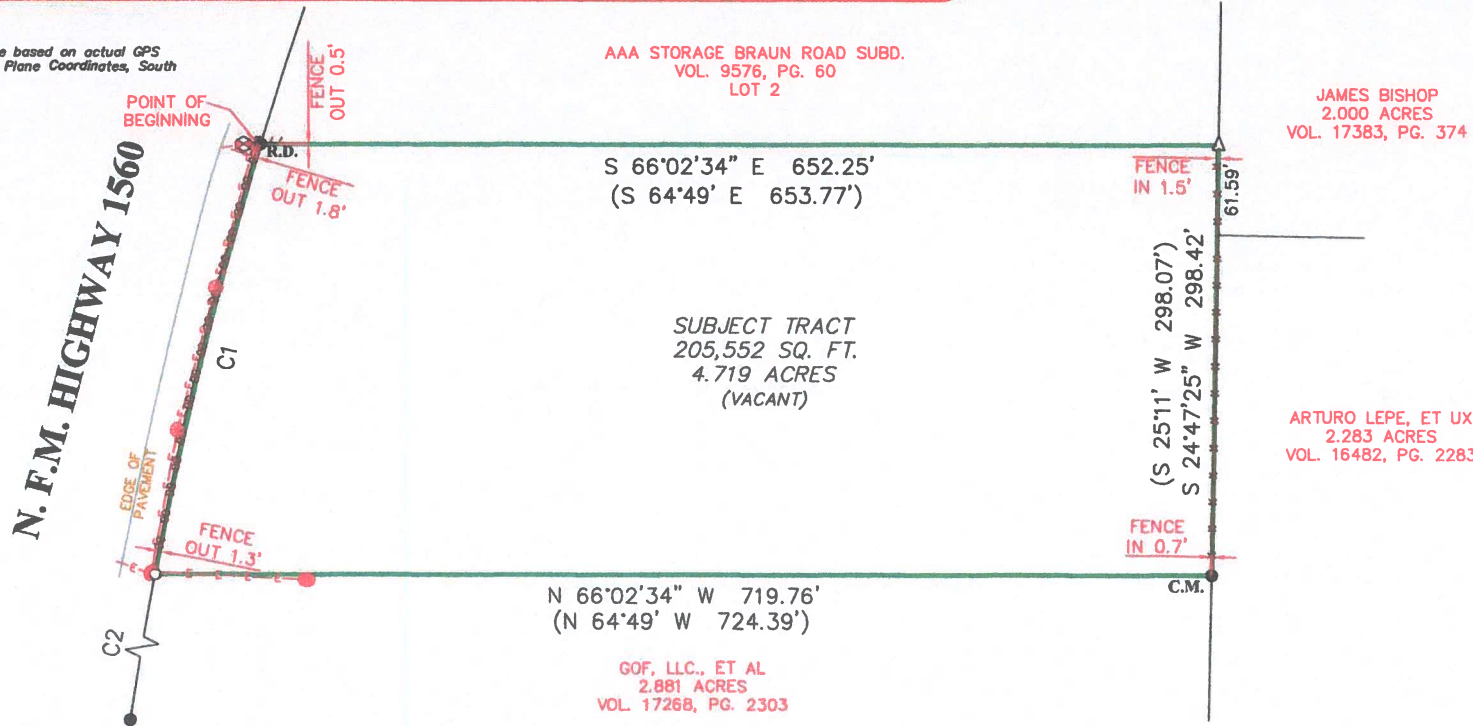 e based on actual GPS
Plane Coordinates, South
POINT OF
BEGINNING
FENCE
OUT 0.5'
AAA STORAGE BRAUN ROAD SUBD.
VOL. 9576, PG. 60
LOT 2
JAMES BISHOP
2.000 ACRES
VOL. 17383, PG. 374
R.D.
FENCE
OUT 1.8'
S 66°02'34" E 652.25'
(S 64°49' E 653.77')
FENCE
IN 1.5'
61.59'
N. F.M. HIGHWAY 1560
C1
SUBJECT TRACT
205,552 SQ. FT.
4.719 ACRES
(VACANT)
(S 25°11' W 298.07')
S 24°47'25" W 298.42'
ARTURO LEPE, ET UX
2.283 ACRES
VOL. 16482, PG. 2283
EDGE OF
PAVEMENT
FENCE
OUT 1.3'
FENCE
IN 0.7'
C.M.
N 66°02'34" W 719.76'
(N 64°49' W 724.39')
C2
GOF, LLC., ET AL
2.881 ACRES
VOL. 17268, PG. 2303